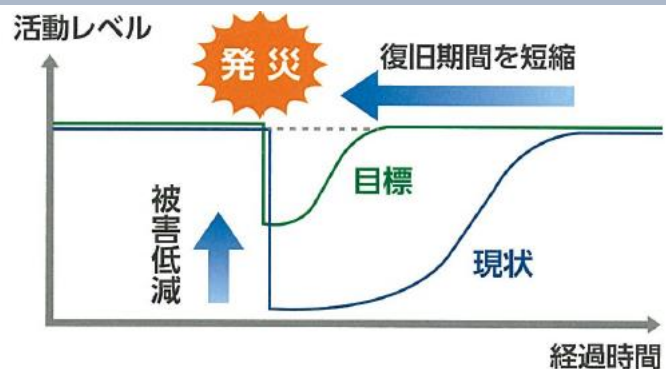 活動レベル
発災
復旧期間を短縮
目標
被害低減
現状
経過時間